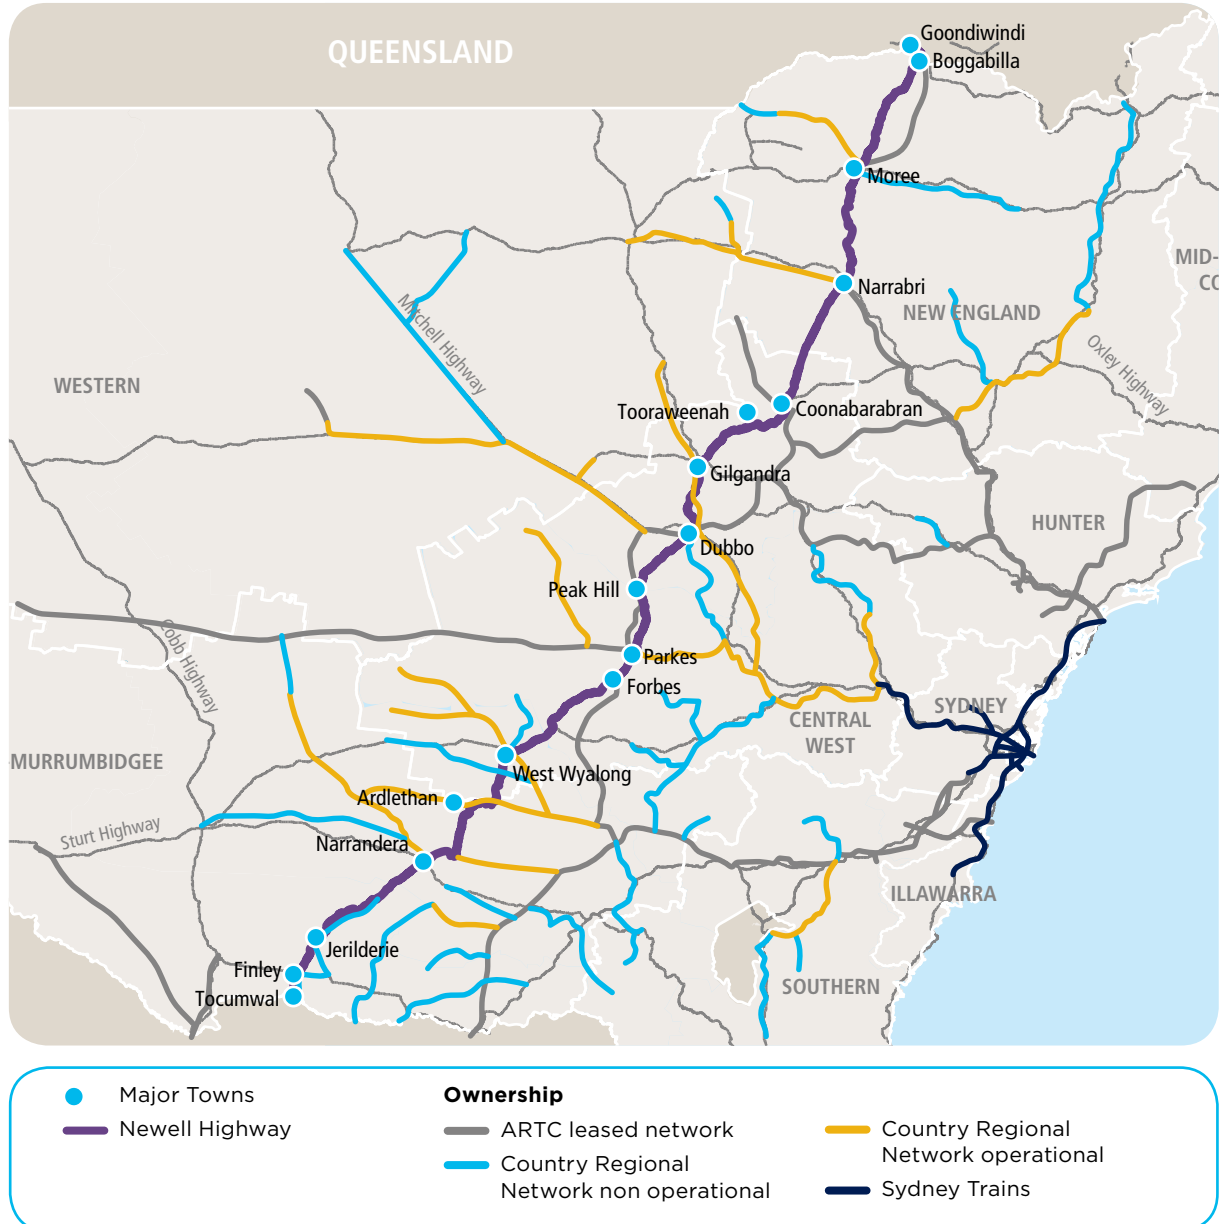 QUEENSLAND
Goondiwindi
Boggabilla
Moree
MID-
CO
Narrabri
NEW ENGLAND
Mitchell Highway
Oxley Highway
WESTERN
Tooraweenah
Coonabarabran
Gilgandra
HUNTER
Dubbo
Peak Hill
Cobb Highway
Parkes
Forbes
SYDNEY
CENTRAL
WEST
MURRUMBIDGEE
West Wyalong
Ardlethan
Sturt Highway
Narrandera
ILLAWARRA
Jerilderie
Finley
SOUTHERN
Tocumwal
Major Towns
Newell Highway
Ownership
ARTC leased network
Country Regional
Network non operational
Country Regional
Network operational
Sydney Trains